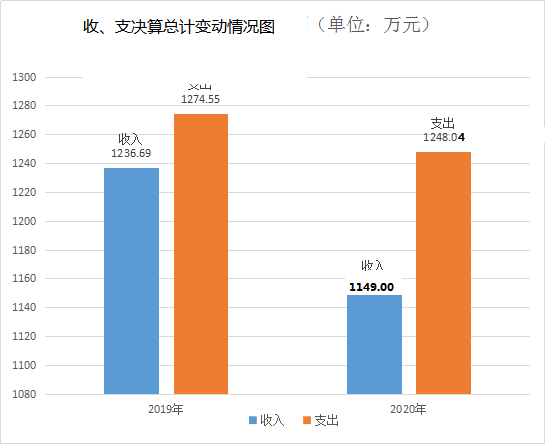 收、支决算总计变动情况图 （单位：万元）
1300
1280
1260
1240
1220
1200
1180
1160
1140
1120
1100
1080
收入
1236.69
支出
1274.55
收入
1149.00
支出
1248.04
2019年
2020年
收入 支出